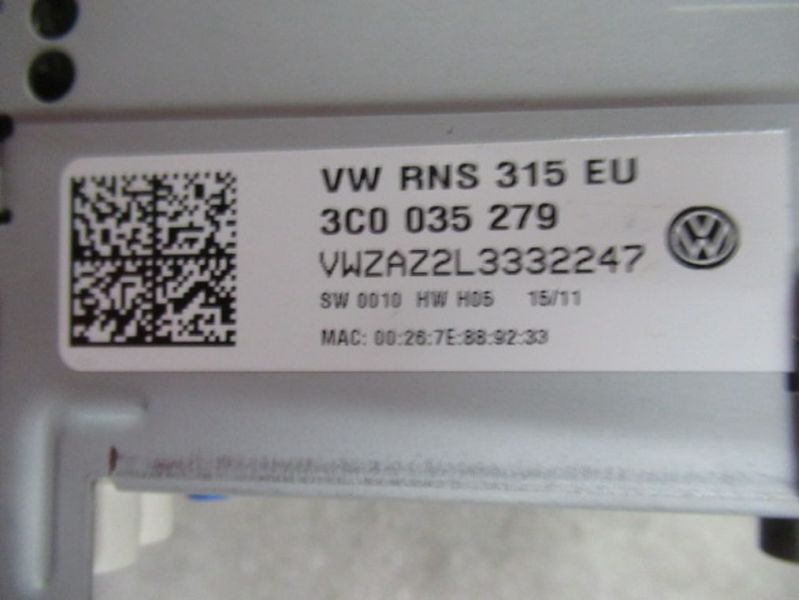 VW RNS 315 EU
3C0 035 279
VWZAZ2L3332247
SW 0010 HW H05 15/11
MAC: 00:26:7E:88:92:33